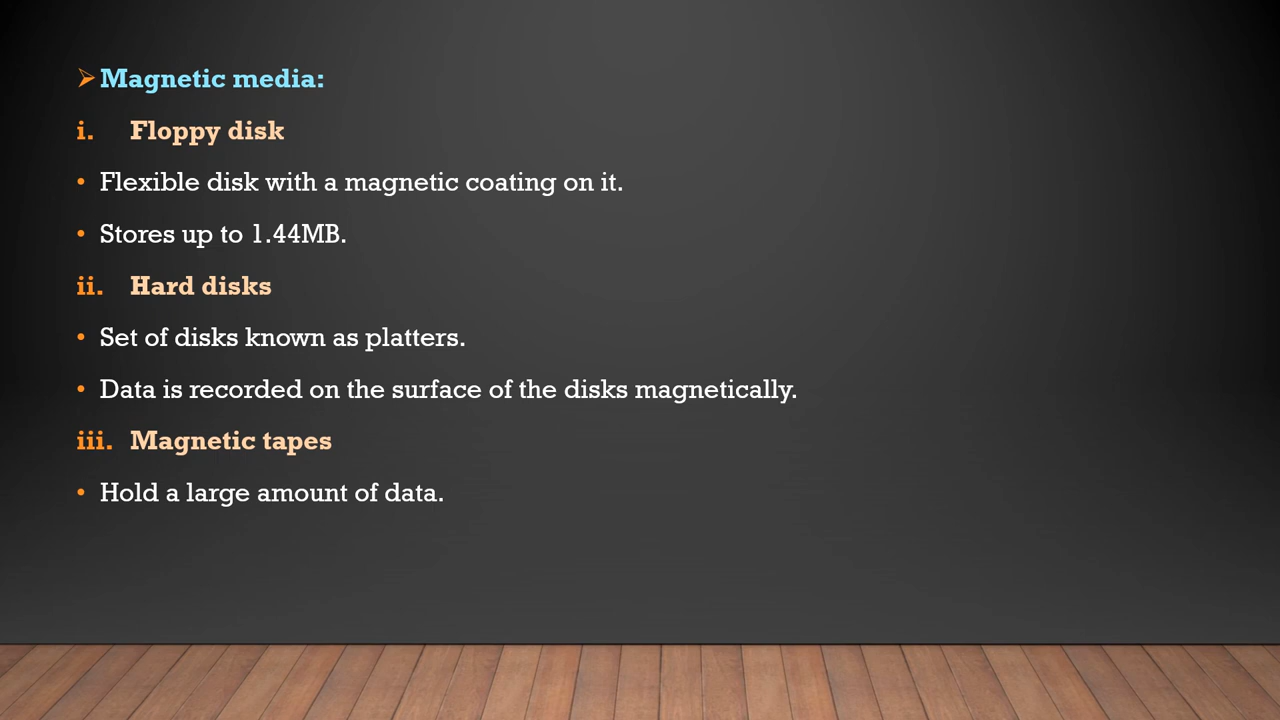 ➢ Magnetic media:
i. Floppy disk
• Flexible disk with a magnetic coating on it.
• Stores up to 1.44MB.
ii. Hard disks
• Set of disks known as platters.
• Data is recorded on the surface of the disks magnetically.
iii. Magnetic tapes
• Hold a large amount of data.